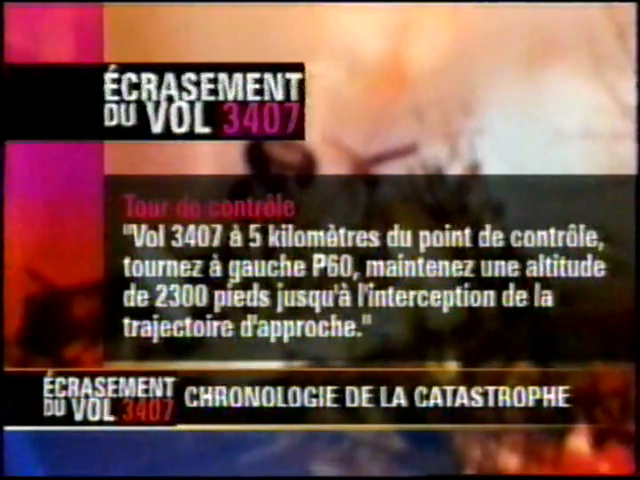 ÉCRASEMENT
DU VOL 3407
Tour de contrôle
"Vol 3407 à 5 kilomètres du point de contrôle,
tournez à gauche P60, maintenez une altitude
de 2300 pieds jusqu'à l'interception de la
trajectoire d'approche."
ÉCRASEMENT
DU VOL 3407
CHRONOLOGIE DE LA CATASTROPHE